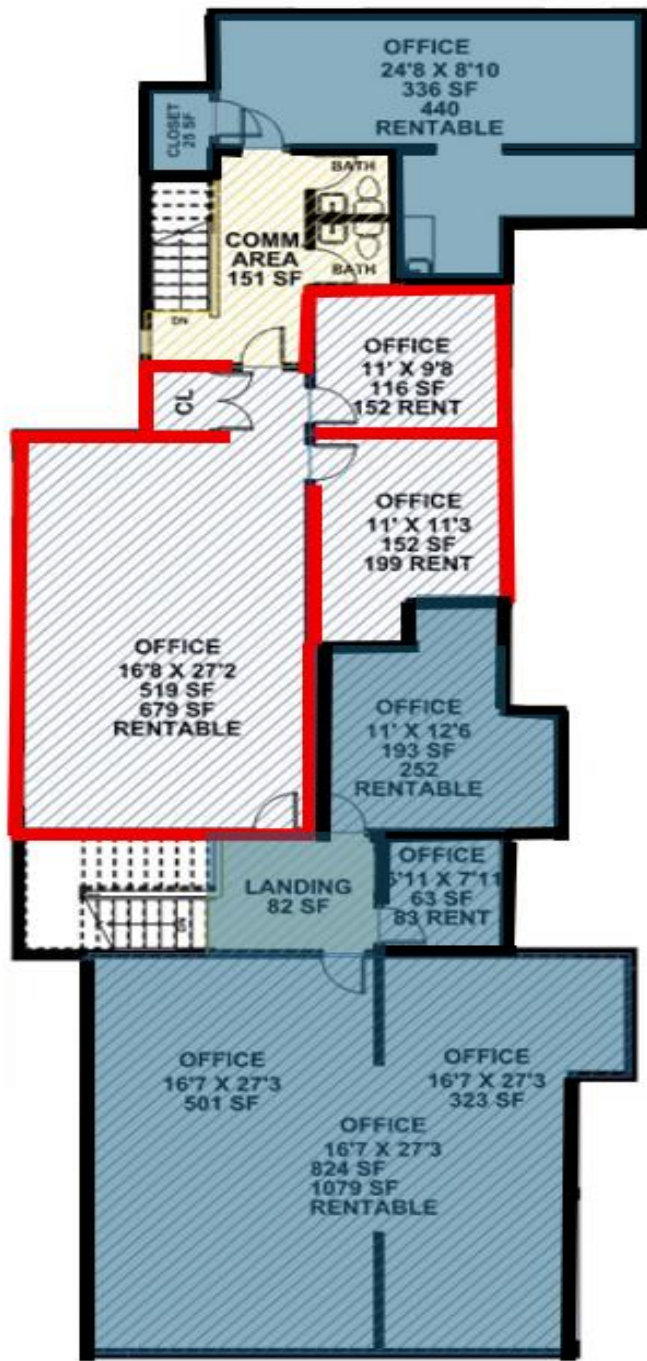 OFFICE
24'8 X 8'10
336 SF
440
RENTABLE
CLOSET
25 SF
BATH
COMM.
AREA
151 SF
BATH
DN
OFFICE
11' X 9'8
116 SF
152 RENT
CL
OFFICE
11' X 11'3
152 SF
199 RENT
OFFICE
16'8 X 27'2
519 SF
679 SF
RENTABLE
OFFICE
11' X 12'6
193 SF
252
RENTABLE
OFFICE
X 7'11
63 SF
83 RENT
LANDING
82 SF
DN
OFFICE
16'7 X 27'3
501 SF
OFFICE
16'7 X 27'3
323 SF
OFFICE
16'7 X 27'3
824 SF
1079 SF
RENTABLE